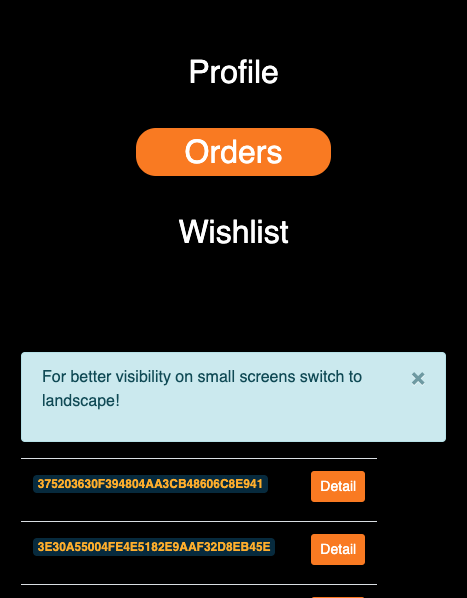 Profile
Orders
Wishlist
For better visibility on small screens switch to
landscape!
×
375203630F394804AA3CB48606C8E941 Detail
3E30A55004FE4E5182E9AAF32D8EB45E Detail